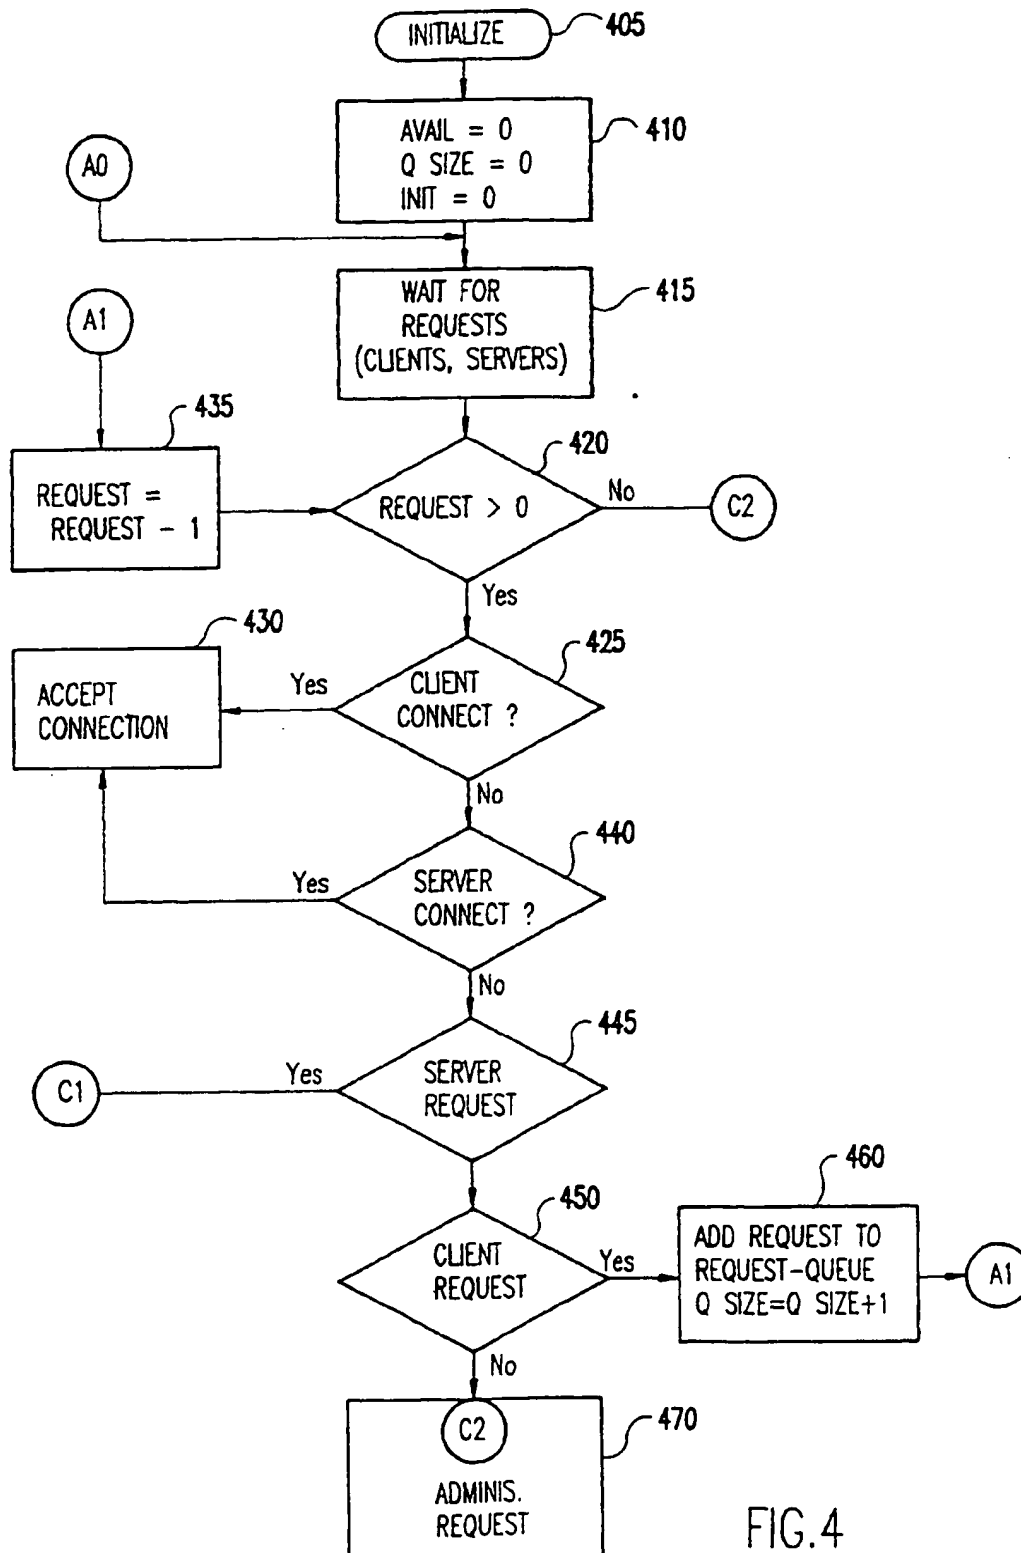 INITIALIZE
405
AVAIL = 0
Q SIZE = 0
INIT = 0
410
A0
WAIT FOR
REQUESTS
(CLIENTS, SERVERS)
415
A1
435
REQUEST =
REQUEST - 1
420
REQUEST > 0
No
C2
Yes
430
ACCEPT
CONNECTION
425
Yes
CLIENT
CONNECT ?
No
440
Yes
SERVER
CONNECT ?
No
445
C1
Yes
SERVER
REQUEST
450
CLIENT
REQUEST
Yes
460
ADD REQUEST TO
REQUEST-QUEUE
Q SIZE=Q SIZE+1
A1
No
C2
470
ADMINIS.
REQUEST
FIG.4